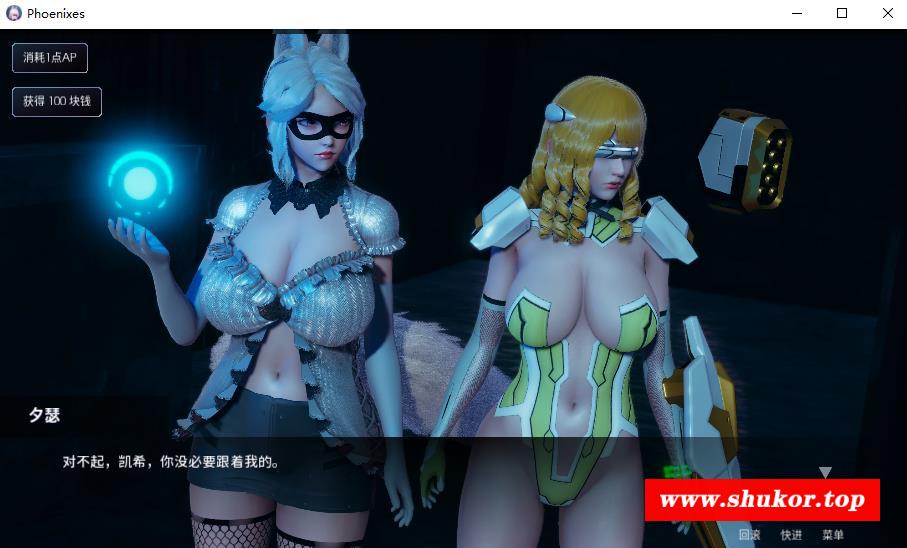 Phoenixes
消耗1点AP
获得 100 块钱
夕瑟
对不起，凯希，你没必要跟着我的。
www.shukor.top
回滚 快进 菜单